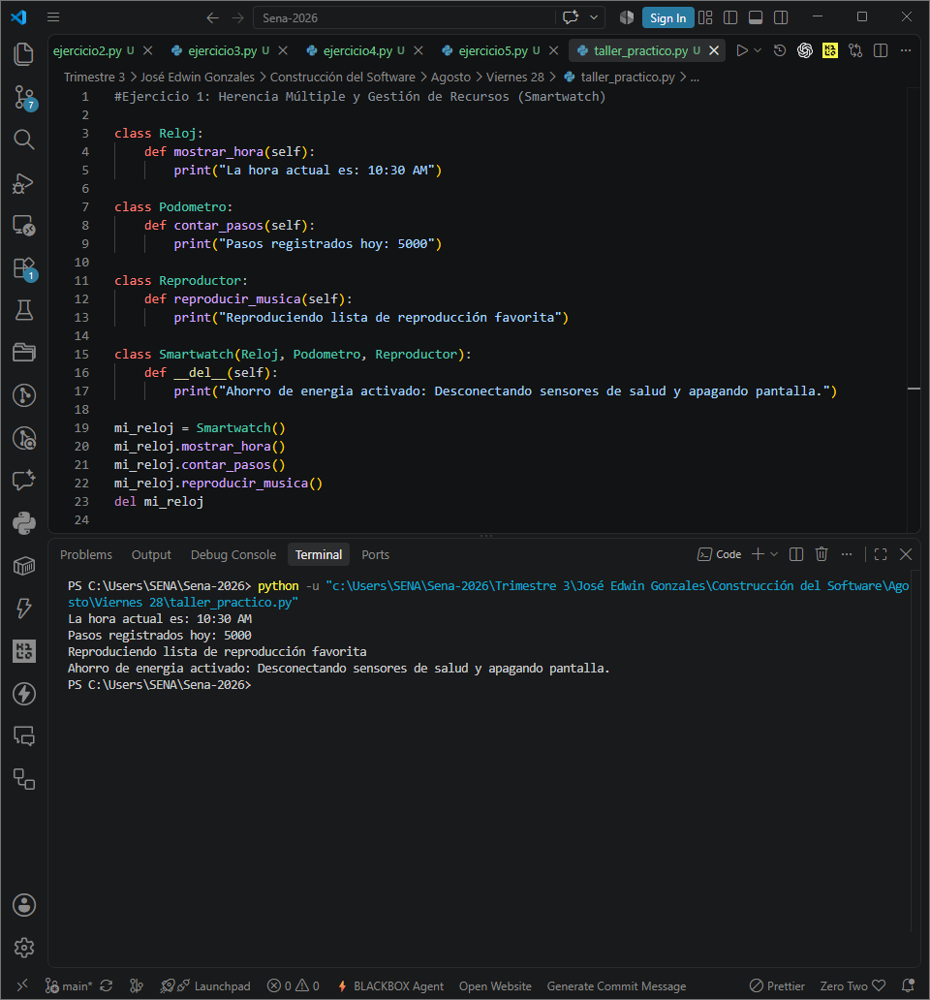 Sena-2026
Sign In
ejercicio2.py U
ejercicio3.py U
ejercicio4.py U
ejercicio5.py U
taller_practico.py U
Trimestre 3 > José Edwin Gonzales > Construcción del Software > Agosto > Viernes 28 > taller_practico.py > ...
1 #Ejercicio 1: Herencia Múltiple y Gestión de Recursos (Smartwatch)
2
3 class Reloj:
4 def mostrar_hora(self):
5 print("La hora actual es: 10:30 AM")
6
7 class Podometro:
8 def contar_pasos(self):
9 print("Pasos registrados hoy: 5000")
10
11 class Reproductor:
12 def reproducir_musica(self):
13 print("Reproduciendo lista de reproducción favorita")
14
15 class Smartwatch(Reloj, Podometro, Reproductor):
16 def __del__(self):
17 print("Ahorro de energia activado: Desconectando sensores de salud y apagando pantalla.")
18
19 mi_reloj = Smartwatch()
20 mi_reloj.mostrar_hora()
21 mi_reloj.contar_pasos()
22 mi_reloj.reproducir_musica()
23 del mi_reloj
24
7
1
Problems Output Debug Console Terminal Ports
Code
PS C:\Users\SENA\Sena-2026> python -u "c:\Users\SENA\Sena-2026\Trimestre 3\José Edwin Gonzales\Construcción del Software\Ago
sto\Viernes 28\taller_practico.py"
La hora actual es: 10:30 AM
Pasos registrados hoy: 5000
Reproduciendo lista de reproducción favorita
Ahorro de energia activado: Desconectando sensores de salud y apagando pantalla.
PS C:\Users\SENA\Sena-2026>
main* Launchpad 0 0 BLACKBOX Agent Open Website Generate Commit Message Prettier Zero Two